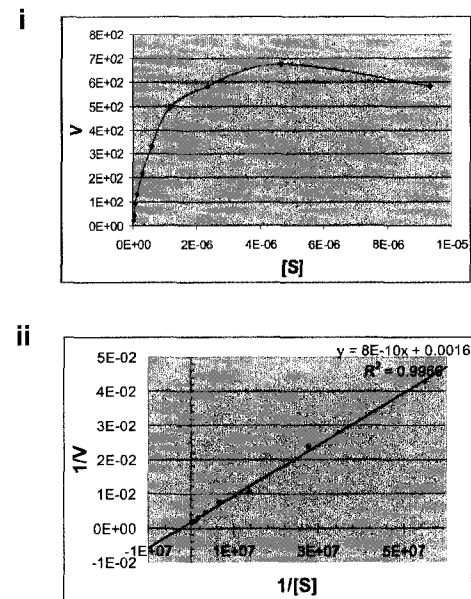 i
8E+02
7E+02
6E+02
5E+02
4E+02
3E+02
2E+02
1E+02
0E+00
V
0E+00 2E-06 4E-06 6E-06 8E-06 1E-05
[S]
ii
y = 8E-10x + 0.0016
R² = 0.9966
5E-02
4E-02
3E-02
2E-02
1E-02
0E+00
-1E-02
1/V
-1E+07 1E+07 3E+07 5E+07
1/[S]